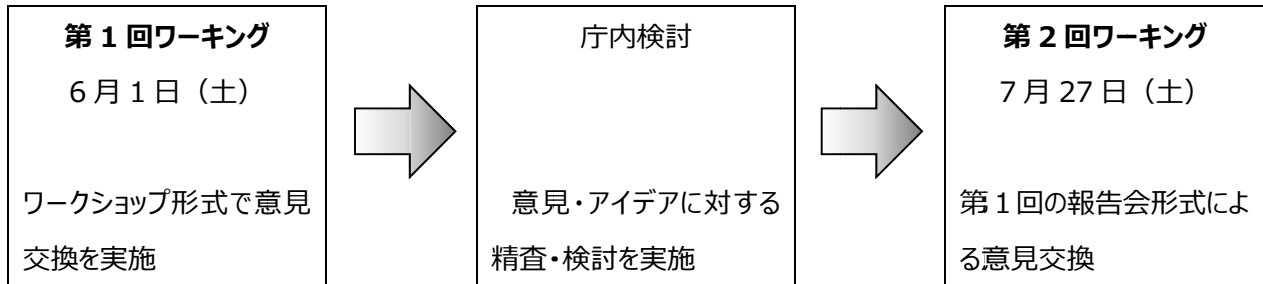 第1回ワーキング
6月1日（土）
ワークショップ形式で意見
交換を実施
庁内検討
意見・アイデアに対する
精査・検討を実施
第2回ワーキング
7月27日（土）
第1回の報告会形式によ
る意見交換